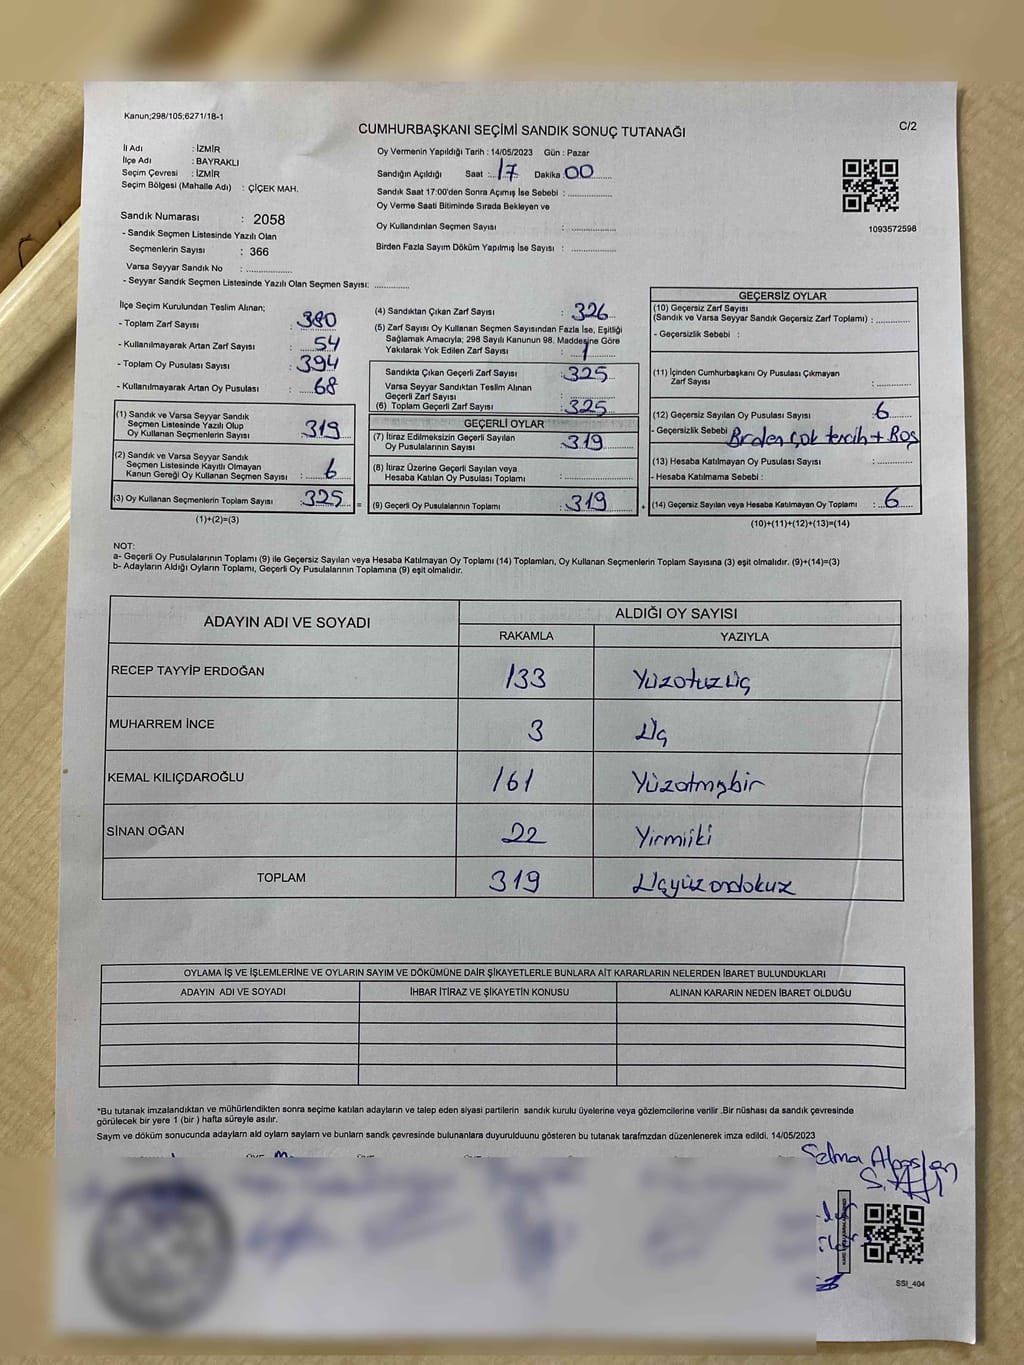 Kanun;298/105;6271/18-1
CUMHURBAŞKANI SEÇİMİ SANDIK SONUÇ TUTANAĞI
C/2
İl Adı : İZMİR
İlçe Adı : BAYRAKLI
Seçim Çevresi : İZMİR
Seçim Bölgesi (Mahalle Adı) : ÇİÇEK MAH.
Sandık Numarası : 2058
- Sandık Seçmen Listesinde Yazılı Olan
Seçmenlerin Sayısı : 366
Varsa Seyyar Sandık No : ..............
- Seyyar Sandık Seçmen Listesinde Yazılı Olan Seçmen Sayısı: ............
Oy Vermenin Yapıldığı Tarih : 14/05/2023 Gün : Pazar
Sandığın Açıldığı Saat :.. 17 Dakika 00
Sandık Saat 17:00'den Sonra Açımış İse Sebebi : ..............
Oy Verme Saati Bitiminde Sırada Bekleyen ve
Oy Kullandırılan Seçmen Sayısı : ..............
Birden Fazla Sayım Döküm Yapılmış İse Sayısı : ..............
1093572598
İlçe Seçim Kurulundan Teslim Alınan;
- Toplam Zarf Sayısı : 380
- Kullanılmayarak Artan Zarf Sayısı : 54
- Toplam Oy Pusulası Sayısı : 394
- Kullanılmayarak Artan Oy Pusulası : 68
(1) Sandık ve Varsa Seyyar Sandık
Seçmen Listesinde Yazılı Olup
Oy Kullanan Seçmenlerin Sayısı : 319
(2) Sandık ve Varsa Seyyar Sandık
Seçmen Listesinde Kayıtlı Olmayan
Kanun Gereği Oy Kullanan Seçmen Sayısı : 6
(3) Oy Kullanan Seçmenlerin Toplam Sayısı : 325
(1)+(2)=(3)
(4) Sandıktan Çıkan Zarf Sayısı : 326
(5) Zarf Sayısı Oy Kullanan Seçmen Sayısından Fazla İse, Eşitliği
Sağlamak Amacıyla; 298 Sayılı Kanunun 98. Maddesine Göre
Yakılarak Yok Edilen Zarf Sayısı : 1
Sandıkta Çıkan Geçerli Zarf Sayısı : 325
Varsa Seyyar Sandıktan Teslim Alınan
Geçerli Zarf Sayısı :
(6) Toplam Geçerli Zarf Sayısı : 325
GEÇERLİ OYLAR
(7) İtiraz Edilmeksizin Geçerli Sayılan
Oy Pusulalarının Sayısı : 319
(8) İtiraz Üzerine Geçerli Sayılan veya
Hesaba Katılan Oy Pusulası Toplamı :
(9) Geçerli Oy Pusulalarının Toplamı : 319
GEÇERSİZ OYLAR
(10) Geçersiz Zarf Sayısı
(Sandık ve Varsa Seyyar Sandık Geçersiz Zarf Toplamı) : ..........
- Geçersizlik Sebebi :
(11) İçinden Cumhurbaşkanı Oy Pusulası Çıkmayan
Zarf Sayısı : ..........
(12) Geçersiz Sayılan Oy Pusulası Sayısı : 6
- Geçersizlik Sebebi Birden çok tercih + Boş
(13) Hesaba Katılmayan Oy Pusulası Sayısı : ..........
- Hesaba Katılmama Sebebi :
(14) Geçersiz Sayılan veya Hesaba Katılmayan Oy Toplamı : 6
(10)+(11)+(12)+(13)=(14)
NOT:
a- Geçerli Oy Pusulalarının Toplamı (9) ile Geçersiz Sayılan veya Hesaba Katılmayan Oy Toplamı (14) Toplamları, Oy Kullanan Seçmenlerin Toplam Sayısına (3) eşit olmalıdır. (9)+(14)=(3)
b- Adayların Aldığı Oyların Toplamı, Geçerli Oy Pusulalarının Toplamına (9) eşit olmalıdır.
ADAYIN ADI VE SOYADI ALDIĞI OY SAYISI
RAKAMLA YAZIYLA
RECEP TAYYİP ERDOĞAN 133 Yüzotuzüç
MUHARREM İNCE 3 Üç
KEMAL KILIÇDAROĞLU 161 Yüzatmışbir
SİNAN OĞAN 22 Yirmiiki
TOPLAM 319 Üçyüzondokuz
OYLAMA İŞ VE İŞLEMLERİNE VE OYLARIN SAYIM VE DÖKÜMÜNE DAİR ŞİKAYETLERLE BUNLARA AİT KARARLARIN NELERDEN İBARET BULUNDUKLARI
ADAYIN ADI VE SOYADI İHBAR İTİRAZ VE ŞİKAYETİN KONUSU ALINAN KARARIN NEDEN İBARET OLDUĞU
*Bu tutanak imzalandıktan ve mühürlendikten sonra seçime katılan adayların ve talep eden siyasi partilerin sandık kurulu üyelerine veya gözlemcilerine verilir .Bir nüshası da sandık çevresinde
görülecek bir yere 1 (bir ) hafta süreyle asılır.
Saym ve döküm sonucunda adaylarn ald oylarn saylarn ve bunlarn sandk çevresinde bulunanlara duyurulduunu gösteren bu tutanak tarafmzdan düzenlenerek imza edildi. 14/05/2023
Selma
SSI_404